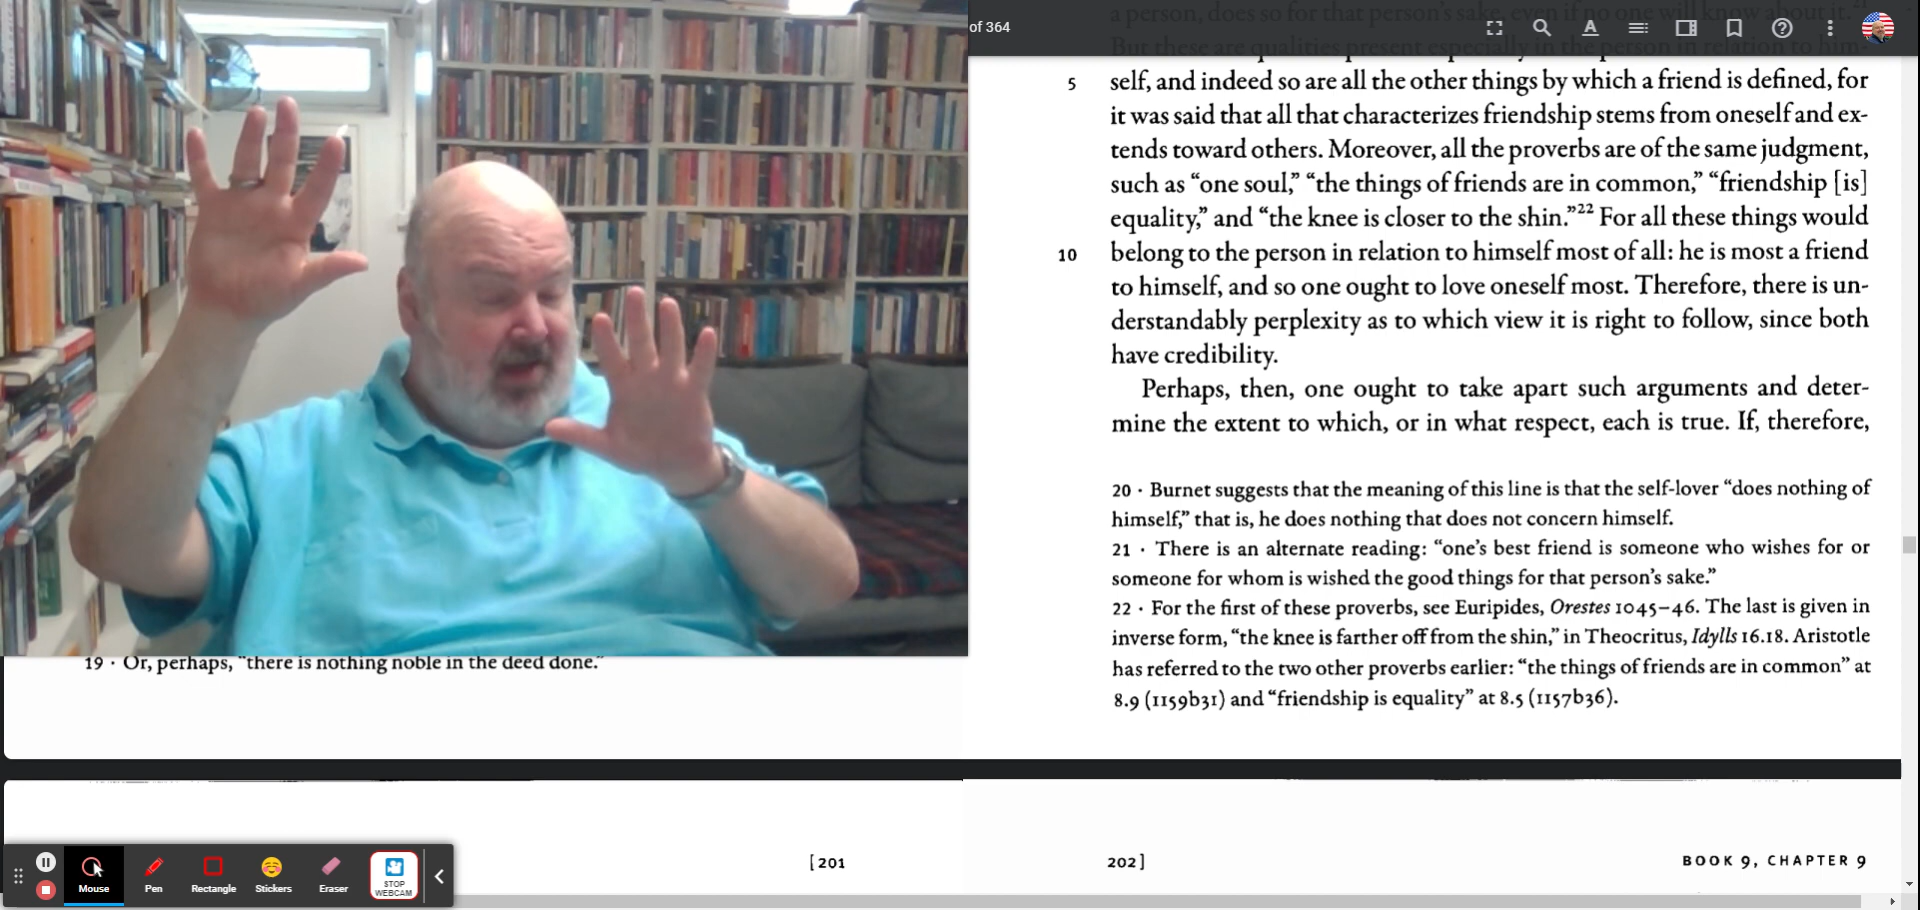 of 364
a person, does so for that person's sake, even if no one will know about it."21
But these are qualities present especially in the person in relation to him-
5
self, and indeed so are all the other things by which a friend is defined, for
it was said that all that characterizes friendship stems from oneself and ex-
tends toward others. Moreover, all the proverbs are of the same judgment,
such as “one soul,” “the things of friends are in common,” “friendship [is]
equality,” and “the knee is closer to the shin.”22 For all these things would
10
belong to the person in relation to himself most of all: he is most a friend
to himself, and so one ought to love oneself most. Therefore, there is un-
derstandably perplexity as to which view it is right to follow, since both
have credibility.
Perhaps, then, one ought to take apart such arguments and deter-
mine the extent to which, or in what respect, each is true. If, therefore,
20 · Burnet suggests that the meaning of this line is that the self-lover “does nothing of
himself,” that is, he does nothing that does not concern himself.
21 · There is an alternate reading: “one's best friend is someone who wishes for or
someone for whom is wished the good things for that person's sake.”
22 · For the first of these proverbs, see Euripides, Orestes 1045–46. The last is given in
inverse form, “the knee is farther off from the shin,” in Theocritus, Idylls 16.18. Aristotle
has referred to the two other proverbs earlier: “the things of friends are in common” at
8.9 (1159b31) and “friendship is equality” at 8.5 (1157b36).
19 · Or, perhaps, “there is nothing noble in the deed done.”
[201
202]
BOOK 9, CHAPTER 9
Mouse
Pen
Rectangle
Stickers
Eraser
STOP
WEBCAM